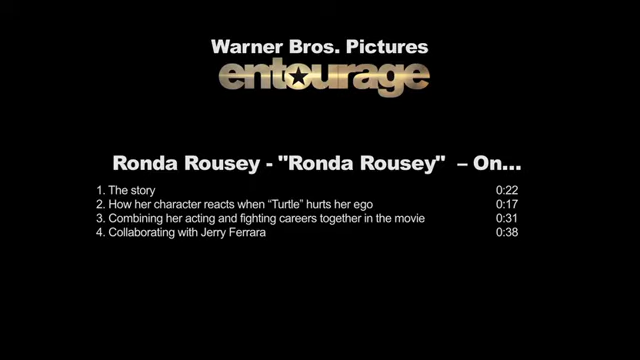 Warner Bros. Pictures
entourage
Ronda Rousey - "Ronda Rousey" – On...
1. The story 0:22
2. How her character reacts when “Turtle” hurts her ego 0:17
3. Combining her acting and fighting careers together in the movie 0:31
4. Collaborating with Jerry Ferrara 0:38